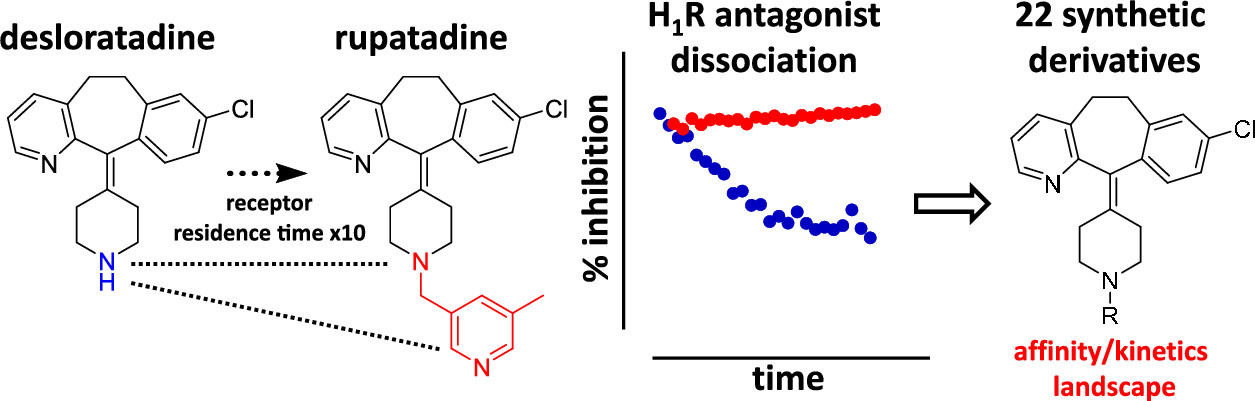 desloratadine
Cl
N
N
H
receptor
residence time x10
rupatadine
Cl
N
N
N
H₁R antagonist
dissociation
% inhibition
time
22 synthetic
derivatives
Cl
N
N
R
affinity/kinetics
landscape